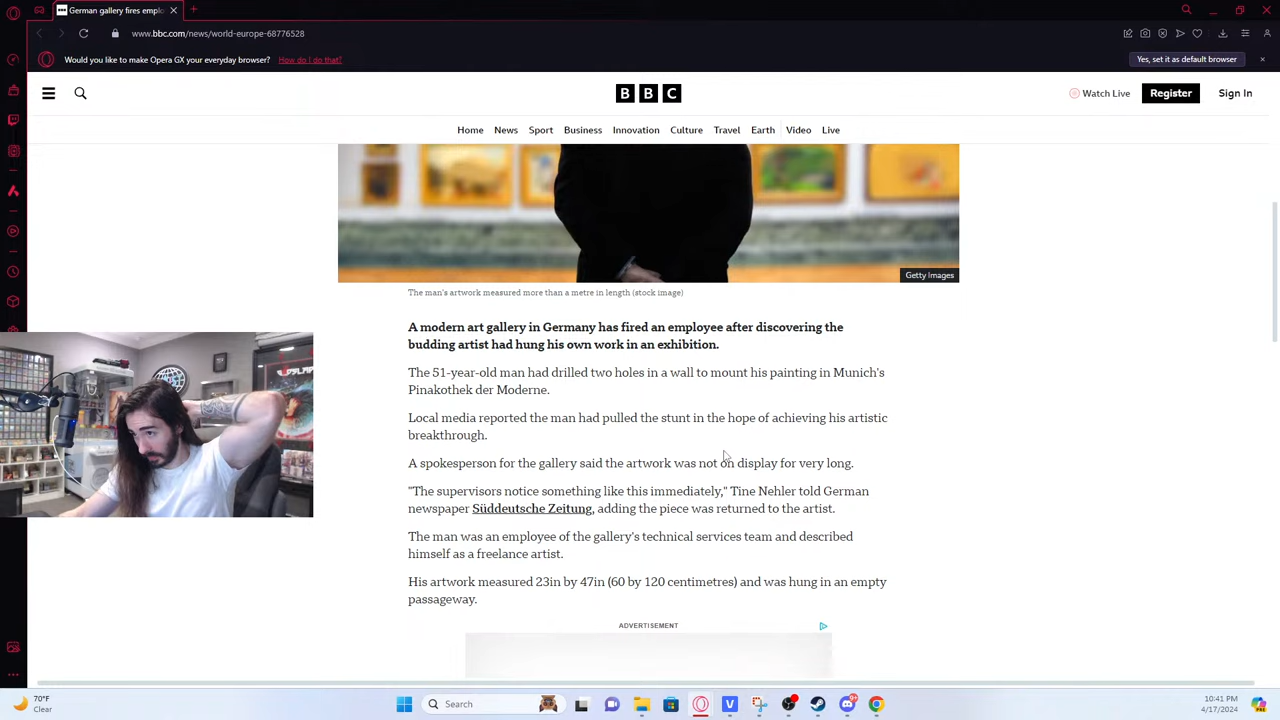 German gallery fires emplo
www.bbc.com/news/world-europe-68776528
Would you like to make Opera GX your everyday browser? How do I do that?
Yes, set it as default browser
BBC
Watch Live
Register
Sign In
Home News Sport Business Innovation Culture Travel Earth Video Live
Getty Images
The man's artwork measured more than a metre in length (stock image)
A modern art gallery in Germany has fired an employee after discovering the
budding artist had hung his own work in an exhibition.
The 51-year-old man had drilled two holes in a wall to mount his painting in Munich's
Pinakothek der Moderne.
Local media reported the man had pulled the stunt in the hope of achieving his artistic
breakthrough.
A spokesperson for the gallery said the artwork was not on display for very long.
"The supervisors notice something like this immediately," Tine Nehler told German
newspaper Süddeutsche Zeitung, adding the piece was returned to the artist.
The man was an employee of the gallery's technical services team and described
himself as a freelance artist.
His artwork measured 23in by 47in (60 by 120 centimetres) and was hung in an empty
passageway.
ADVERTISEMENT
70°F
Clear
Search
10:41 PM
4/17/2024